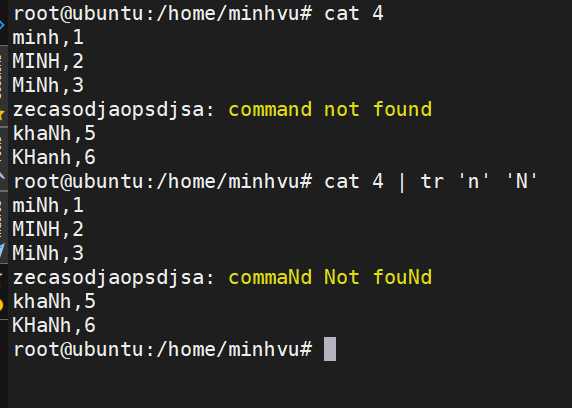 root@ubuntu:/home/minhvu# cat 4
minh,1
MINH,2
MiNh,3
zecasodjaopsdjsa: command not found
khaNh,5
KHanh,6
root@ubuntu:/home/minhvu# cat 4 | tr 'n' 'N'
miNh,1
MINH,2
MiNh,3
zecasodjaopsdjsa: commaNd Not fouNd
khaNh,5
KHaNh,6
root@ubuntu:/home/minhvu#